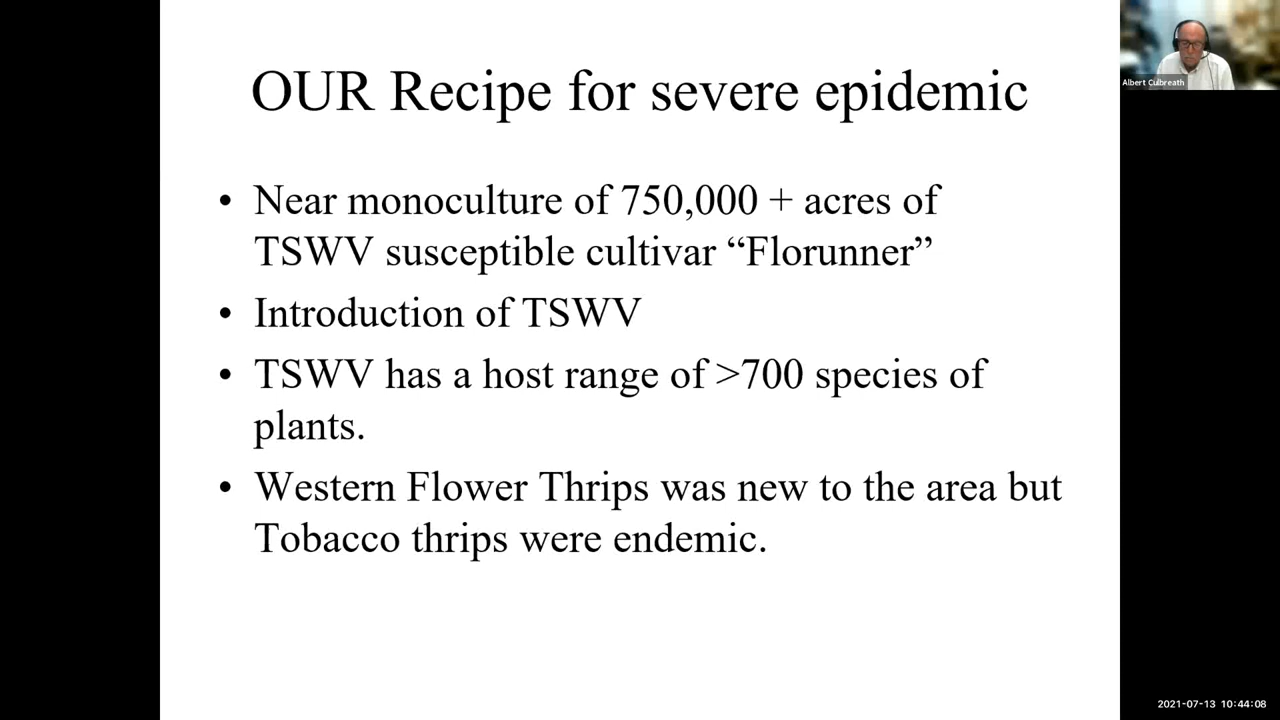 OUR Recipe for severe epidemic
• Near monoculture of 750,000 + acres of
TSWV susceptible cultivar “Florunner”
• Introduction of TSWV
• TSWV has a host range of >700 species of
plants.
• Western Flower Thrips was new to the area but
Tobacco thrips were endemic.
Albert Culbreath
2021-07-13 10:44:08